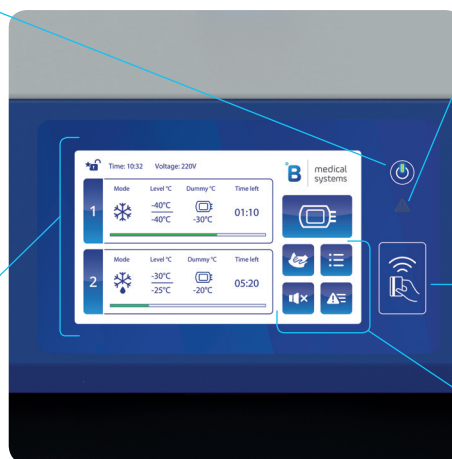 Time: 10:32 Voltage: 220V
B medical
systems
Mode Level °C Dummy °C Time left
1
-40°C
-40°C
-30°C
01:10
Mode Level °C Dummy °C Time left
2
-30°C
-25°C
-20°C
05:20